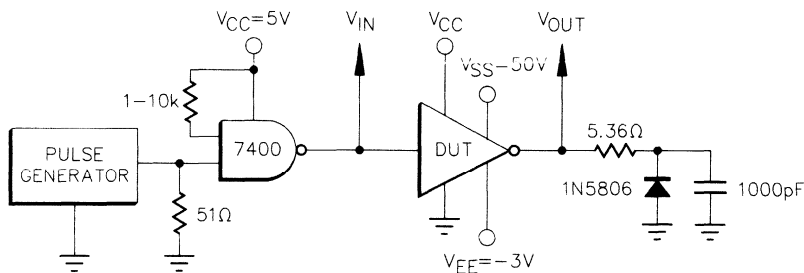 VCC=5V
VIN
VCC
VOUT
VSS-50V
1-10k
5.36Ω
7400
DUT
PULSE
GENERATOR
51Ω
1N5806
1000pF
VEE=-3V